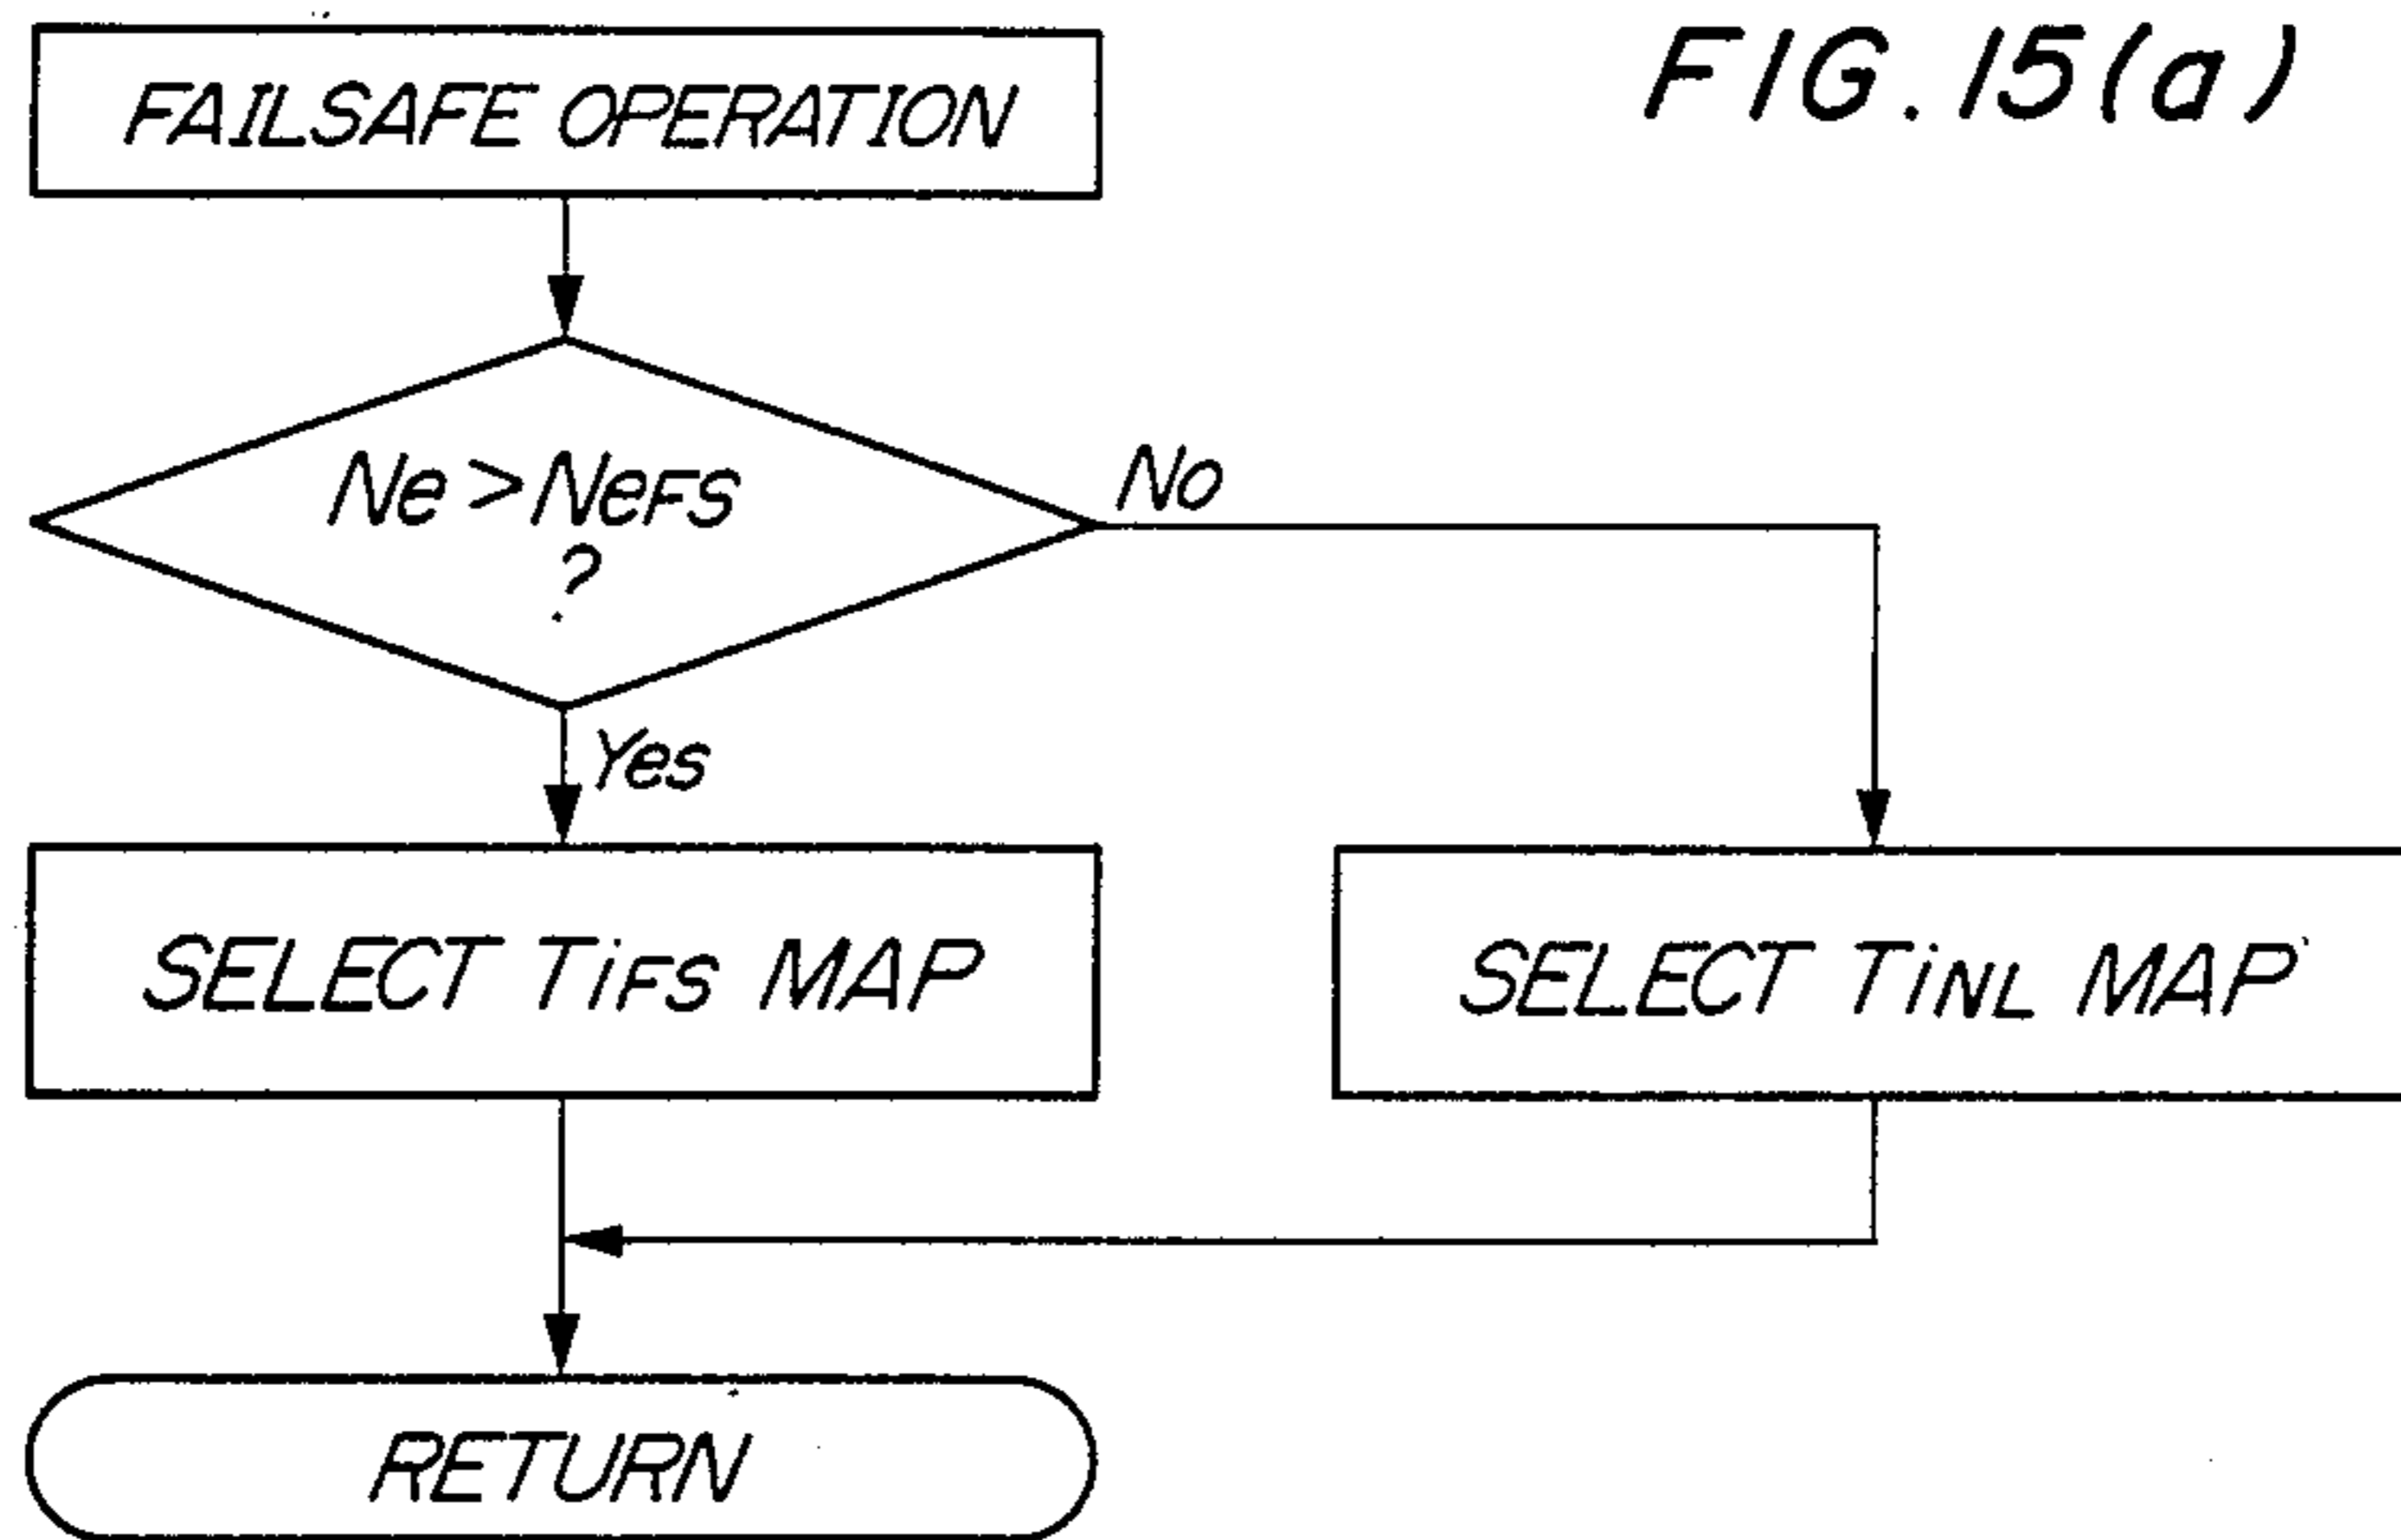 FIG. 15(a)
FAILSAFE OPERATION
Ne>NeFS
?
No
Yes
SELECT TiFS MAP
SELECT TiNL MAP
RETURN